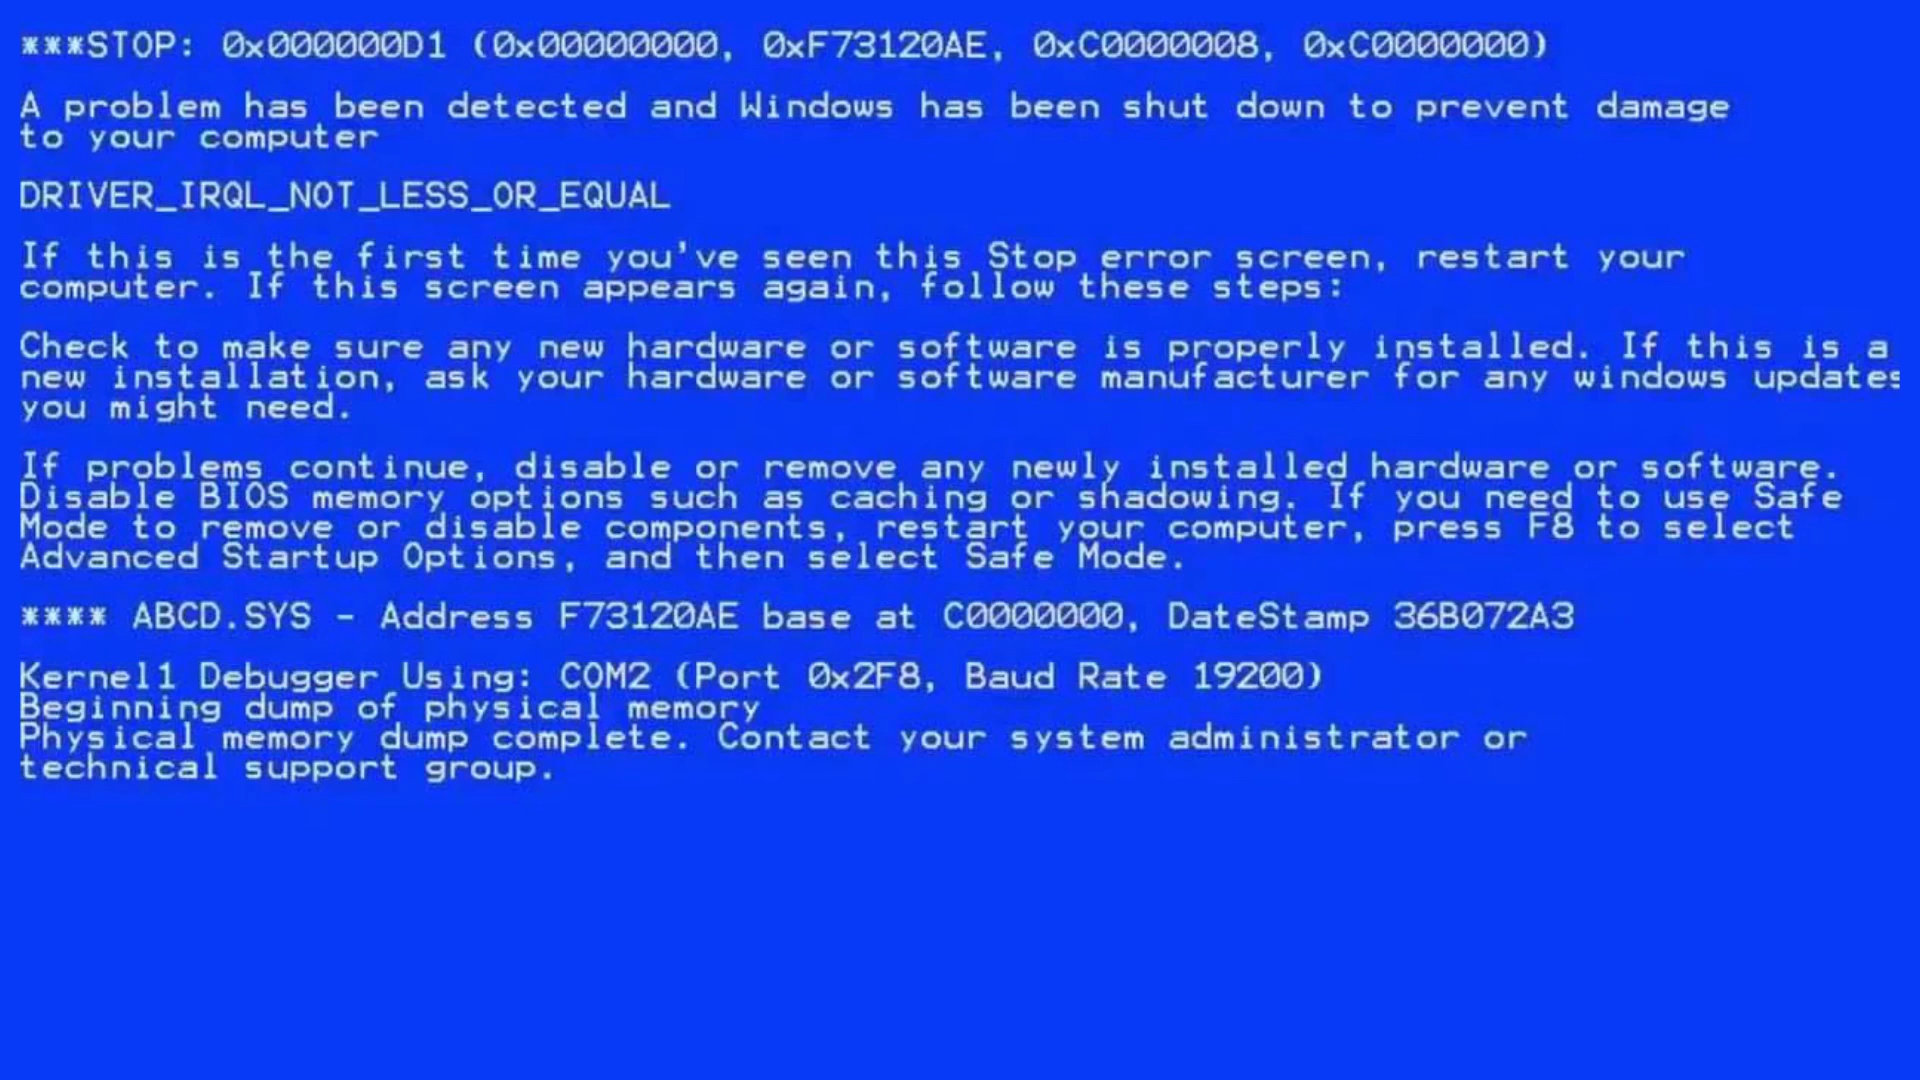 ***STOP: 0x000000D1 (0x00000000, 0xF73120AE, 0xC0000008, 0xC0000000)
A problem has been detected and Windows has been shut down to prevent damage
to your computer
DRIVER_IRQL_NOT_LESS_OR_EQUAL
If this is the first time you've seen this Stop error screen, restart your
computer. If this screen appears again, follow these steps:
Check to make sure any new hardware or software is properly installed. If this is a
new installation, ask your hardware or software manufacturer for any windows updates
you might need.
If problems continue, disable or remove any newly installed hardware or software.
Disable BIOS memory options such as caching or shadowing. If you need to use Safe
Mode to remove or disable components, restart your computer, press F8 to select
Advanced Startup Options, and then select Safe Mode.
**** ABCD.SYS - Address F73120AE base at C0000000, DateStamp 36B072A3
Kernel1 Debugger Using: COM2 (Port 0x2F8, Baud Rate 19200)
Beginning dump of physical memory
Physical memory dump complete. Contact your system administrator or
technical support group.